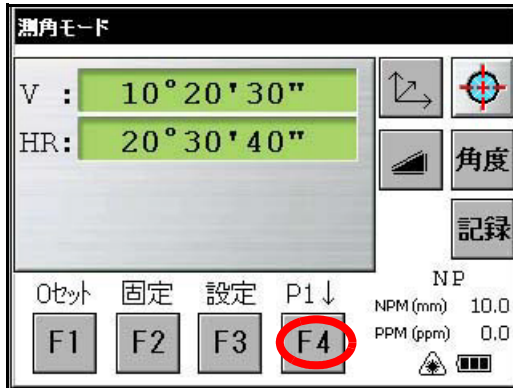 測角モード
V : 10°20'30"
HR: 20°30'40"
角度
記録
0セット 固定 設定 P1↓
F1 F2 F3 F4
NP
NPM (mm) 10.0
PPM (ppm) 0.0